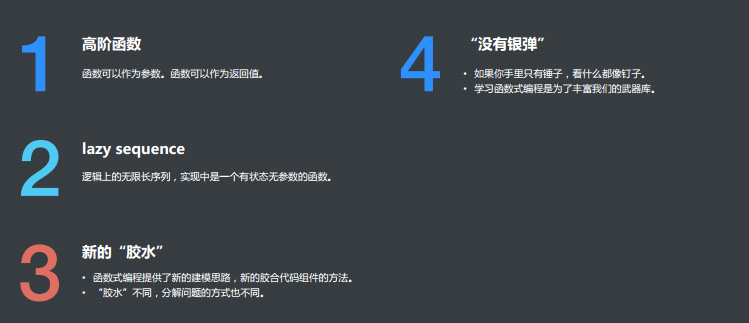 1
高阶函数
函数可以作为参数。函数可以作为返回值。
2
lazy sequence
逻辑上的无限长序列，实现中是一个有状态无参数的函数。
3
新的“胶水”
• 函数式编程提供了新的建模思路，新的胶合代码组件的方法。
• “胶水”不同，分解问题的方式也不同。
4
“没有银弹”
• 如果你手里只有锤子，看什么都像钉子。
• 学习函数式编程是为了丰富我们的武器库。